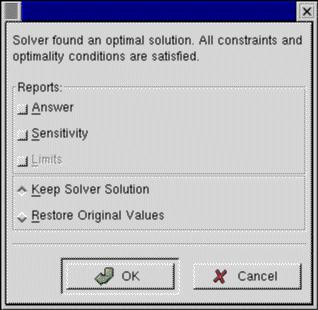 Solver found an optimal solution. All constraints and
optimality conditions are satisfied.
Reports:
Answer
Sensitivity
Limits
Keep Solver Solution
Restore Original Values
OK
Cancel